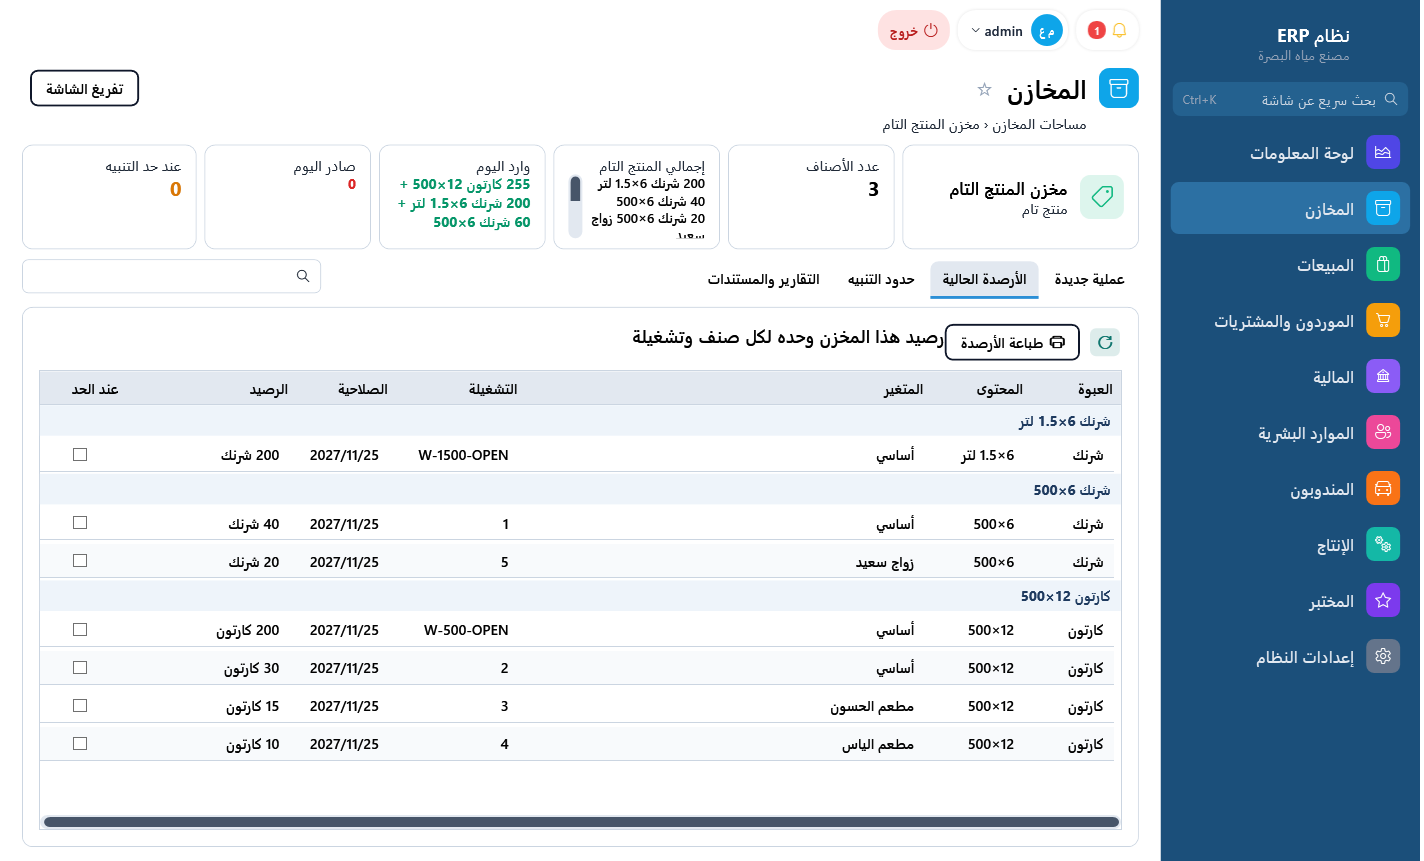 نظام ERP
مصنع مياه البصرة
بحث سريع عن شاشة Ctrl+K
لوحة المعلومات
المخازن
المبيعات
الموردون والمشتريات
المالية
الموارد البشرية
المندوبون
الإنتاج
المختبر
إعدادات النظام
1
م ع admin
خروج
المخازن
مساحات المخازن › مخزن المنتج التام
تفريغ الشاشة
مخزن المنتج التام
منتج تام
عدد الأصناف
3
إجمالي المنتج التام
200 شرنك 6×1.5 لتر
40 شرنك 6×500
20 شرنك 6×500 زواج
سعيد
وارد اليوم
255 كارتون 12×500 +
200 شرنك 6×1.5 لتر +
60 شرنك 6×500
صادر اليوم
0
عند حد التنبيه
0
عملية جديدة الأرصدة الحالية حدود التنبيه التقارير والمستندات
طباعة الأرصدة رصيد هذا المخزن وحده لكل صنف وتشغيلة
العبوة المحتوى المتغير التشغيلة الصلاحية الرصيد عند الحد
شرنك 6×1.5 لتر
شرنك 6×1.5 لتر أساسي W-1500-OPEN 2027/11/25 200 شرنك
شرنك 6×500
شرنك 6×500 أساسي 1 2027/11/25 40 شرنك
شرنك 6×500 زواج سعيد 5 2027/11/25 20 شرنك
كارتون 12×500
كارتون 12×500 أساسي W-500-OPEN 2027/11/25 200 كارتون
كارتون 12×500 أساسي 2 2027/11/25 30 كارتون
كارتون 12×500 مطعم الحسون 3 2027/11/25 15 كارتون
كارتون 12×500 مطعم الياس 4 2027/11/25 10 كارتون